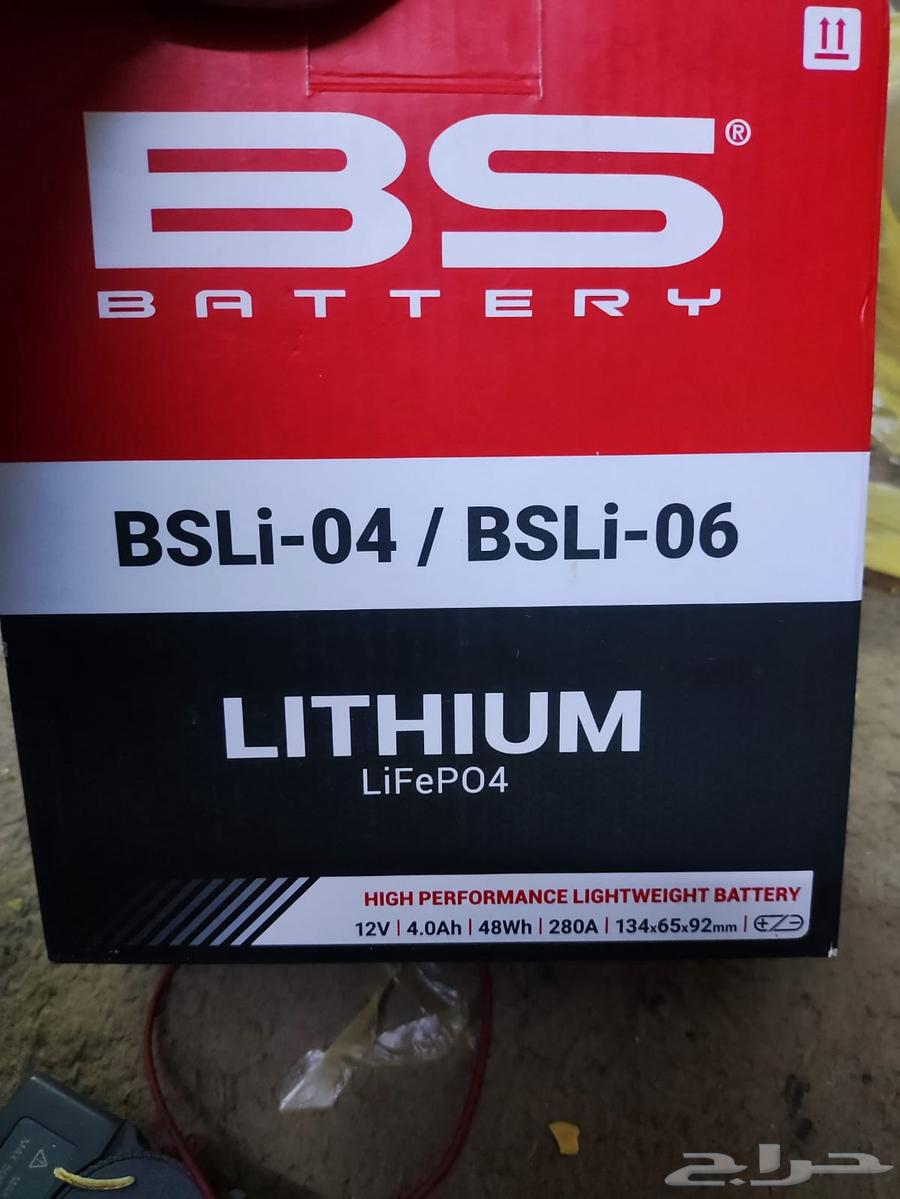 BS®
BATTERY
BSLi-04 / BSLi-06
LITHIUM
LiFePO4
HIGH PERFORMANCE LIGHTWEIGHT BATTERY
12V | 4.0Ah | 48Wh | 280A | 134x65x92mm |
حراج